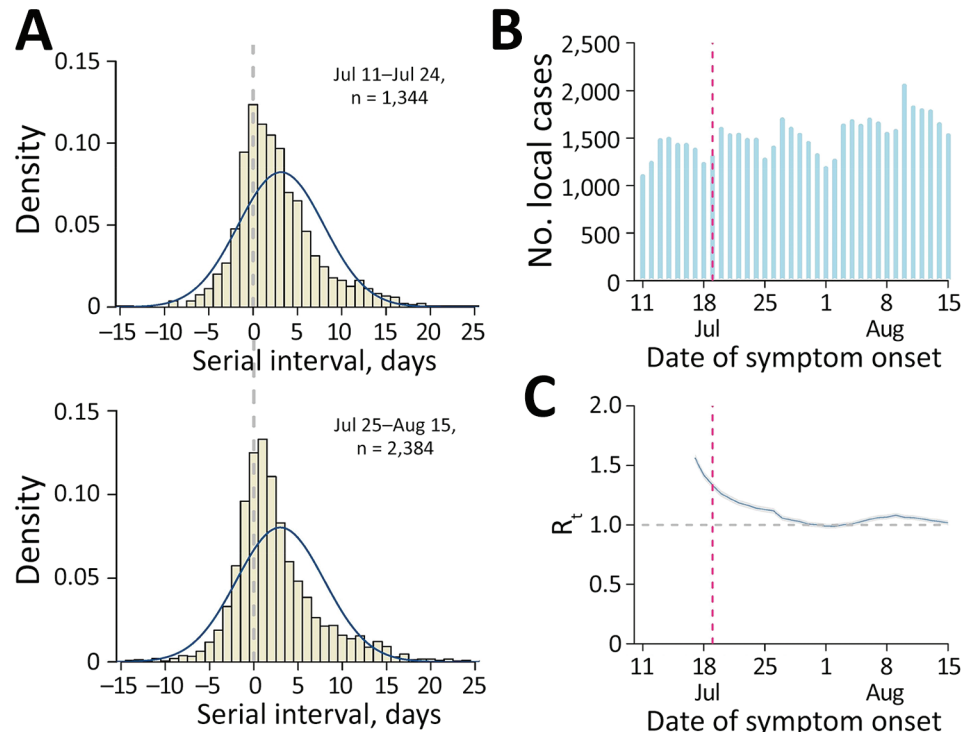 A
0.15
0.10
0.05
0
Density
Jul 11–Jul 24,
n = 1,344
–15 –10 –5 0 5 10 15 20 25
Serial interval, days
0.15
0.10
0.05
0
Density
Jul 25–Aug 15,
n = 2,384
–15 –10 –5 0 5 10 15 20 25
Serial interval, days
B
2,500
2,000
1,500
1,000
500
0
No. local cases
11 18 25 1 8 15
Jul Aug
Date of symptom onset
C
2.0
1.5
1.0
0.5
0
Rt
11 18 25 1 8 15
Jul Aug
Date of symptom onset